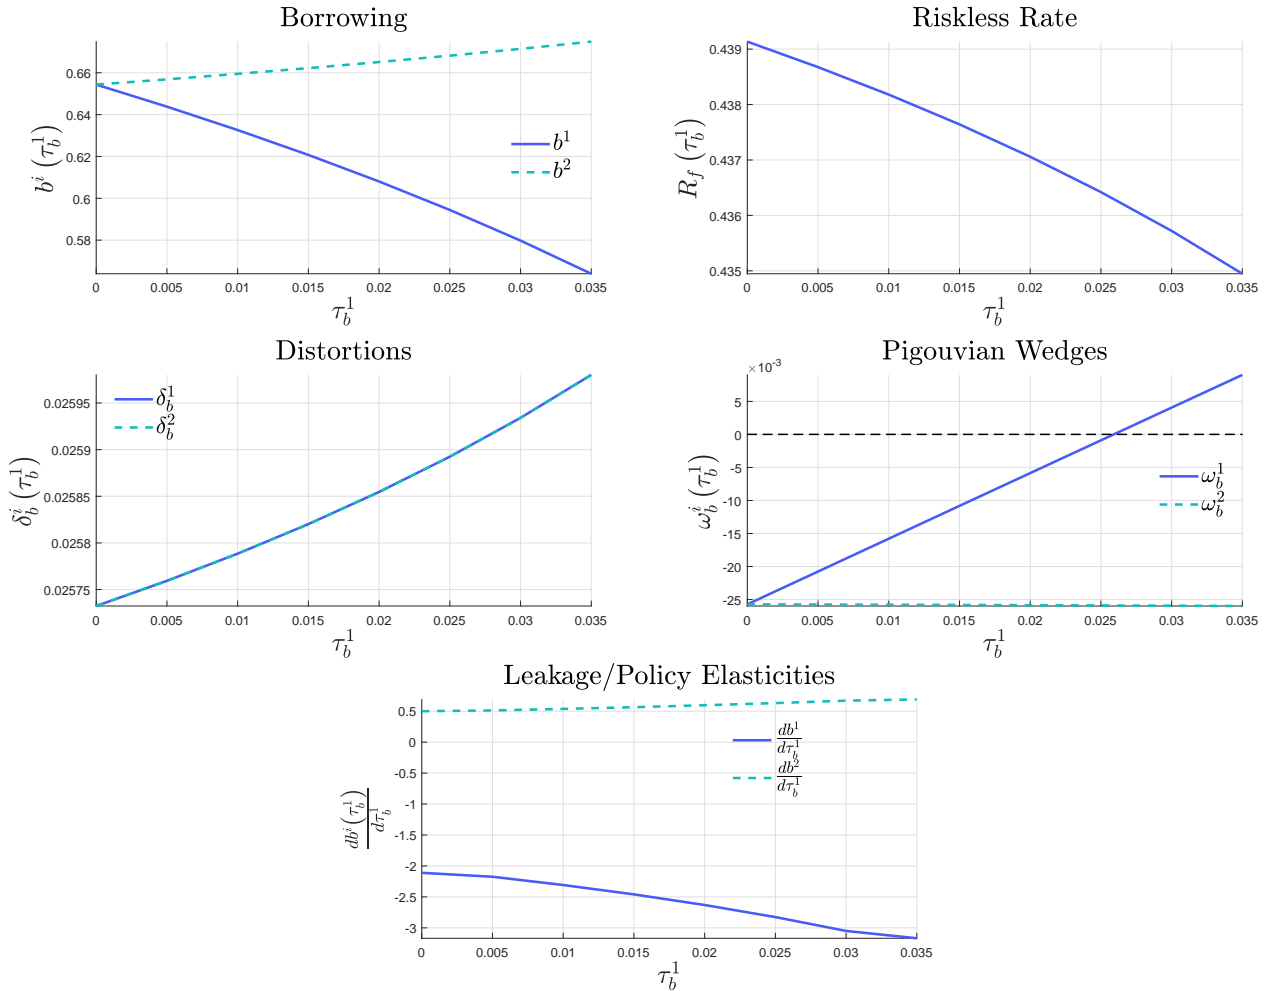 Borrowing
0.66
0.64
0.62
0.6
0.58
b^i (τ_b^1)
b^1
b^2
0 0.005 0.01 0.015 0.02 0.025 0.03 0.035
τ_b^1
Riskless Rate
0.439
0.438
0.437
0.436
0.435
R_f (τ_b^1)
0 0.005 0.01 0.015 0.02 0.025 0.03 0.035
τ_b^1
Distortions
0.02595
0.0259
0.02585
0.0258
0.02575
δ_b^i (τ_b^1)
δ_b^1
δ_b^2
0 0.005 0.01 0.015 0.02 0.025 0.03 0.035
τ_b^1
Pigouvian Wedges
×10^-3
5
0
-5
-10
-15
-20
-25
ω_b^i (τ_b^1)
ω_b^1
ω_b^2
0 0.005 0.01 0.015 0.02 0.025 0.03 0.035
τ_b^1
Leakage/Policy Elasticities
0.5
0
-0.5
-1
-1.5
-2
-2.5
-3
db^i(τ_b^1)/dτ_b^1
db^1/dτ_b^1
db^2/dτ_b^1
0 0.005 0.01 0.015 0.02 0.025 0.03 0.035
τ_b^1